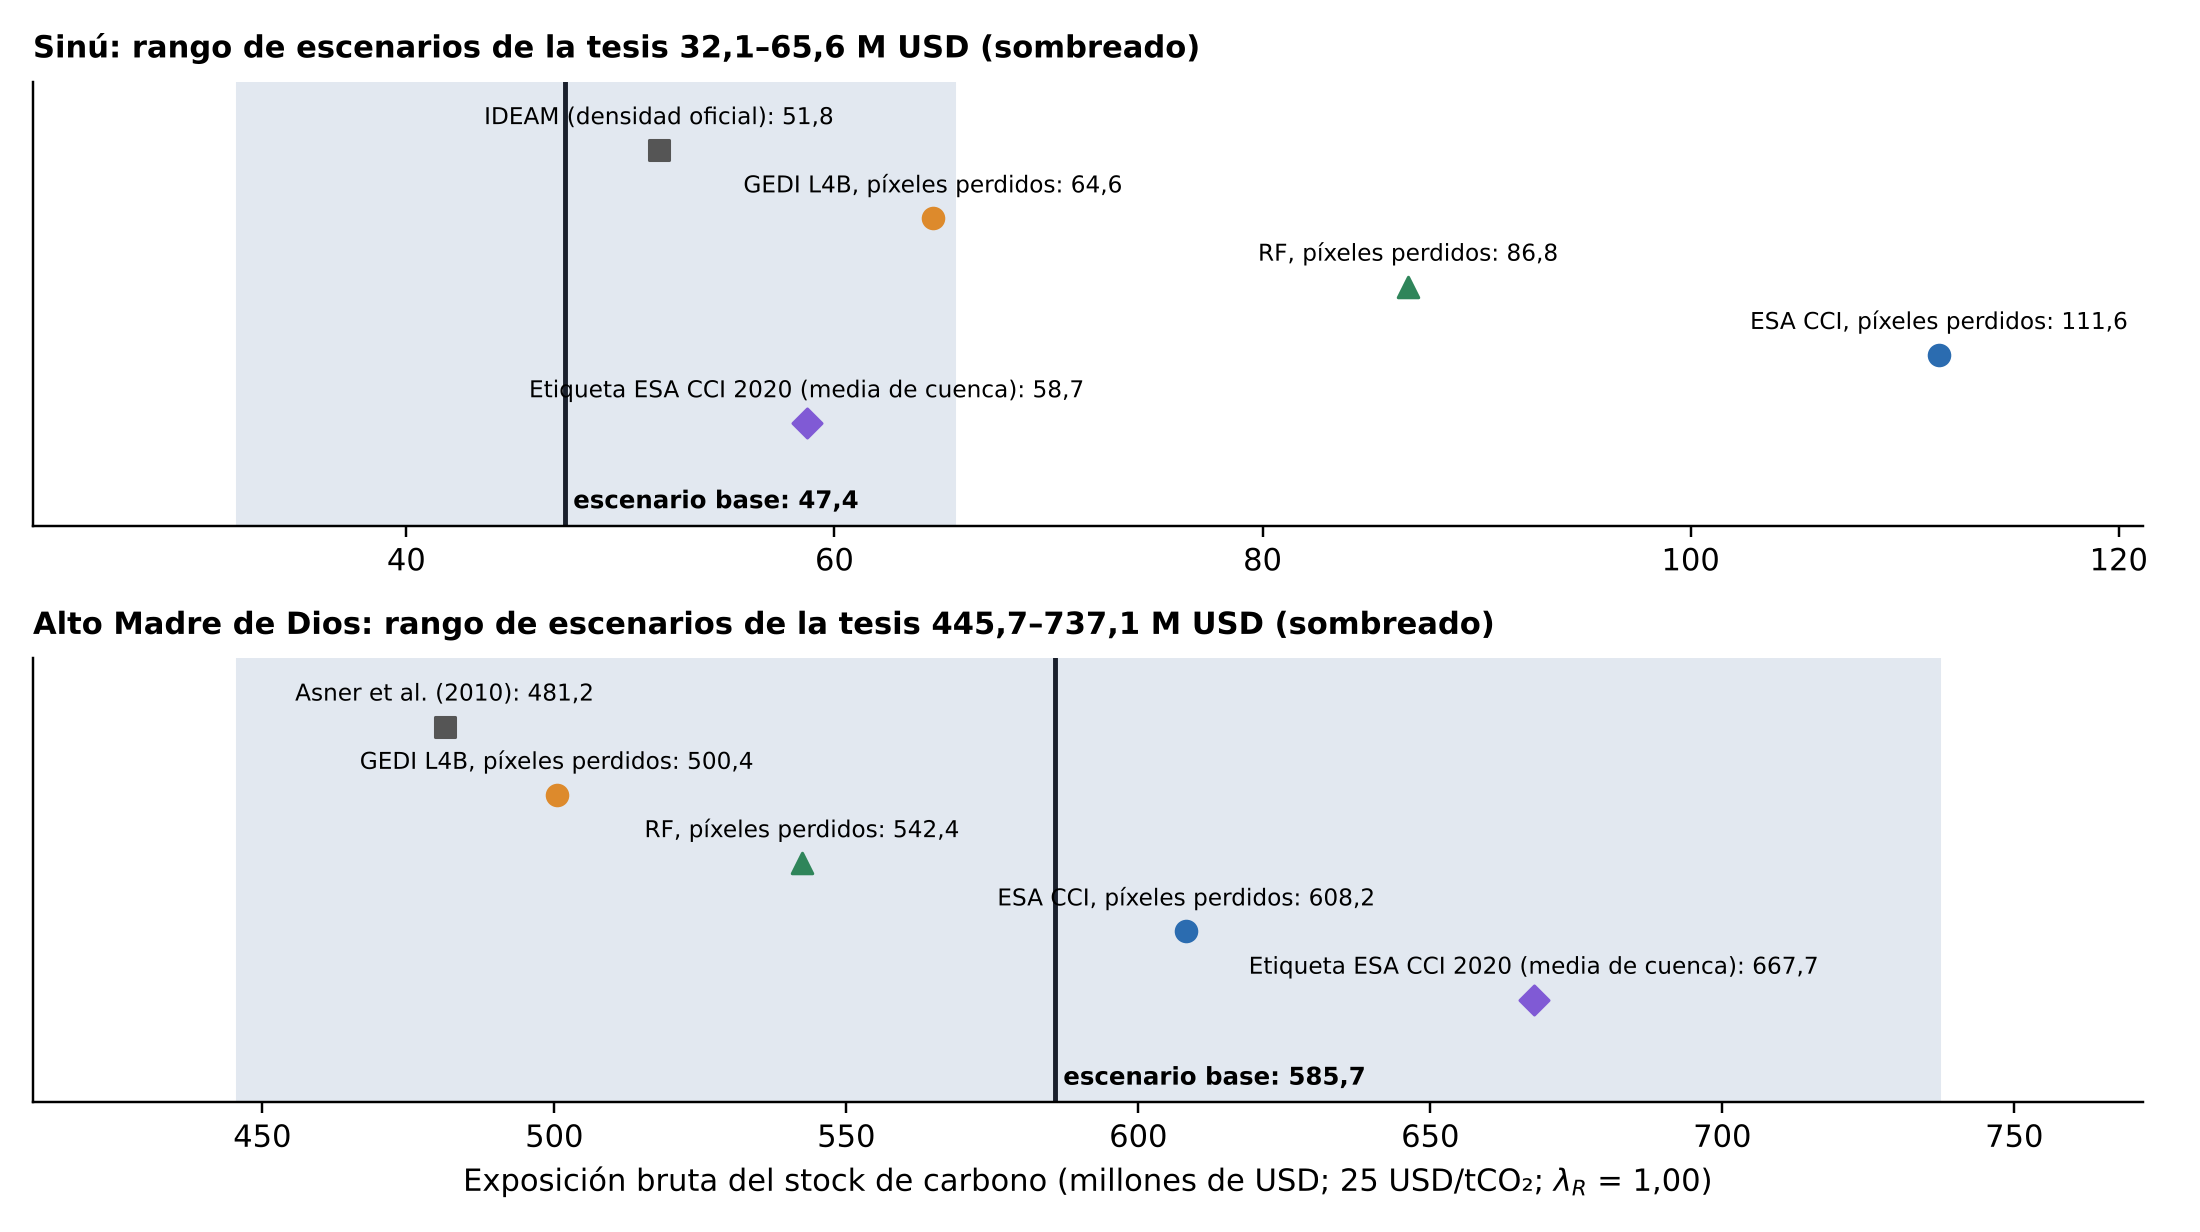 Sinú: rango de escenarios de la tesis 32,1–65,6 M USD (sombreado)
IDEAM (densidad oficial): 51,8
GEDI L4B, píxeles perdidos: 64,6
RF, píxeles perdidos: 86,8
ESA CCI, píxeles perdidos: 111,6
Etiqueta ESA CCI 2020 (media de cuenca): 58,7
escenario base: 47,4
40 60 80 100 120
Alto Madre de Dios: rango de escenarios de la tesis 445,7–737,1 M USD (sombreado)
Asner et al. (2010): 481,2
GEDI L4B, píxeles perdidos: 500,4
RF, píxeles perdidos: 542,4
ESA CCI, píxeles perdidos: 608,2
Etiqueta ESA CCI 2020 (media de cuenca): 667,7
escenario base: 585,7
450 500 550 600 650 700 750
Exposición bruta del stock de carbono (millones de USD; 25 USD/tCO₂; λ_R = 1,00)